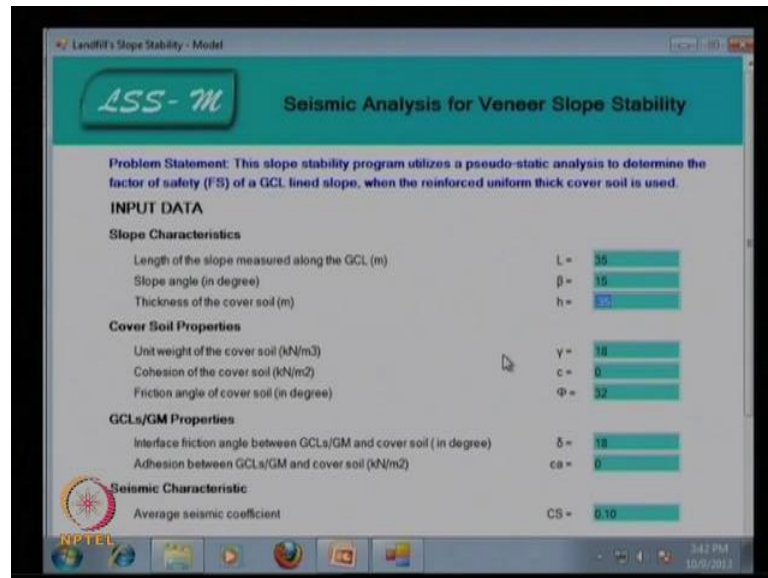 Landfill's Slope Stability - Model
LSS-M
Seismic Analysis for Veneer Slope Stability
Problem Statement: This slope stability program utilizes a pseudo-static analysis to determine the
factor of safety (FS) of a GCL lined slope, when the reinforced uniform thick cover soil is used.
INPUT DATA
Slope Characteristics
Length of the slope measured along the GCL (m) L = 35
Slope angle (in degree) β = 15
Thickness of the cover soil (m) h =
Cover Soil Properties
Unit weight of the cover soil (kN/m3) γ = 18
Cohesion of the cover soil (kN/m2) c = 0
Friction angle of cover soil (in degree) Φ = 32
GCLs/GM Properties
Interface friction angle between GCLs/GM and cover soil ( in degree) δ = 18
Adhesion between GCLs/GM and cover soil (kN/m2) ca = 0
Seismic Characteristic
Average seismic coefficient CS = 0.10
NPTEL
3:42 PM
10/9/2013